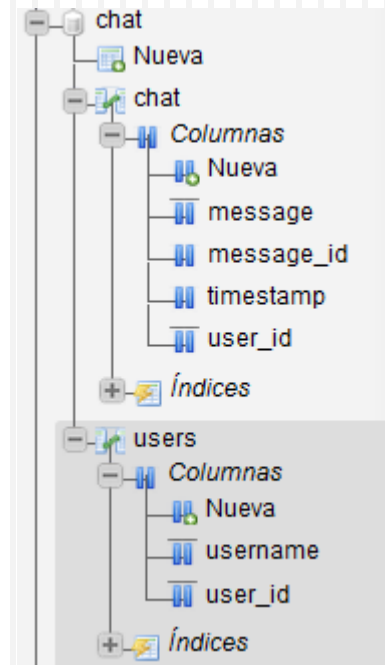 chat
Nueva
chat
Columnas
Nueva
message
message_id
timestamp
user_id
Índices
users
Columnas
Nueva
username
user_id
Índices